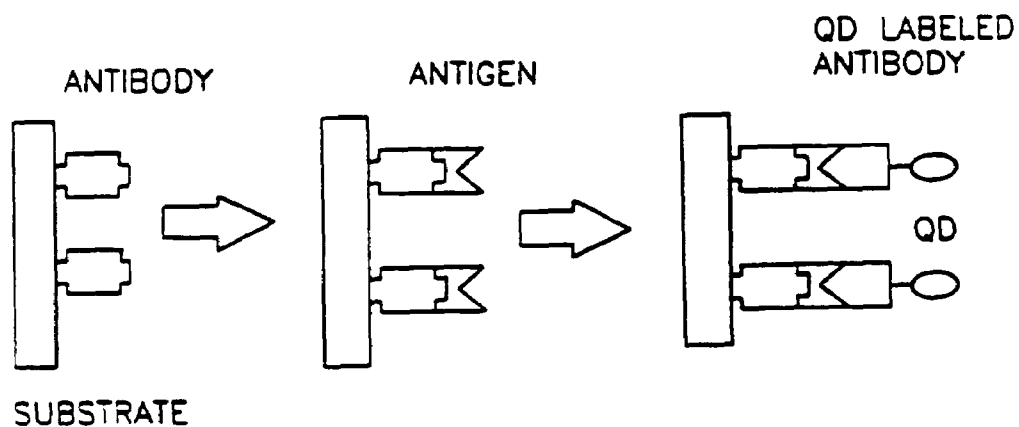 ANTIBODY
ANTIGEN
QD LABELED
ANTIBODY
QD
SUBSTRATE